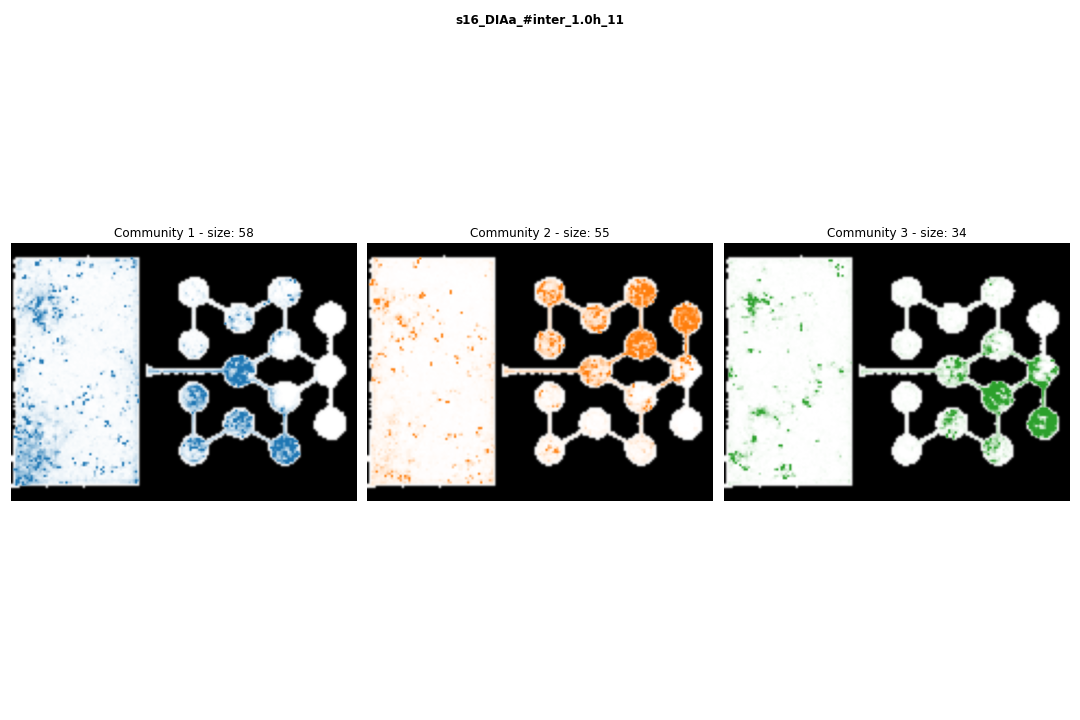 s16_DIAa_#inter_1.0h_11
Community 1 - size: 58
Community 2 - size: 55
Community 3 - size: 34